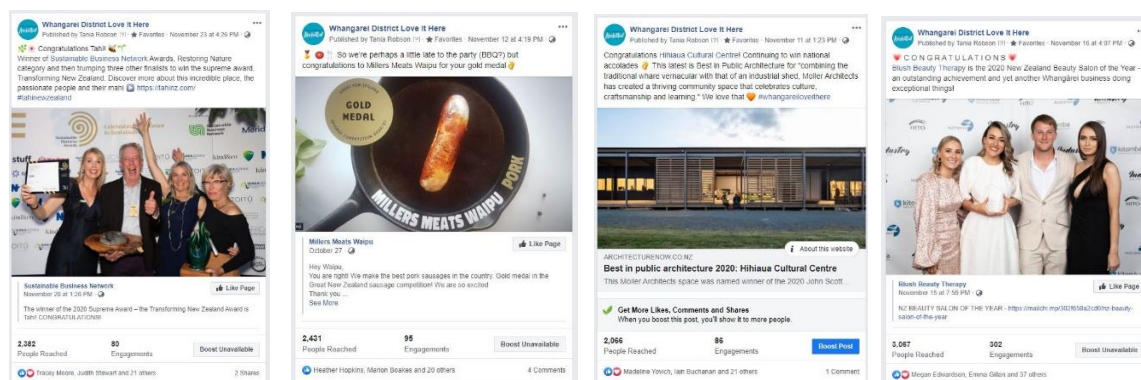 Whangarei District Love It Here
Published by Tania Robson [?] · Favorites · November 23 at 4:26 PM ·
Congratulations Tahi!
Winner of Sustainable Business Network Awards, Restoring Nature
category and then trumping three other finalists to win the supreme award,
Transforming New Zealand. Discover more about this incredible place, the
passionate people and their mahi https://tahinz.com/
#tahinewzealand
Sustainable Business Network
Like Page
The winner of the 2020 Supreme Award – the Transforming New Zealand Award is
Tahi! CONGRATULATIONS!
2,382
People Reached
80
Engagements
Boost Unavailable
Tracey Moore, Judith Stewart and 21 others
2 Shares
Whangarei District Love It Here
Published by Tania Robson [?] · Favorites · November 12 at 4:19 PM ·
So we're perhaps a little late to the party (BBQ?) but
congratulations to Millers Meats Waipu for your gold medal
GOLD
MEDAL
MILLERS MEATS WAIPU PORK
Millers Meats Waipu
October 27 ·
Like Page
Hey Waipu,
You are right! We make the best pork sausages in the country. Gold medal in the
Great New Zealand sausage competition! We are so excited
Thank you ...
See More
2,431
People Reached
95
Engagements
Boost Unavailable
Heather Hopkins, Marion Beakes and 20 others
4 Comments
Whangarei District Love It Here
Published by Tania Robson [?] · Favorites · November 11 at 1:23 PM ·
Congratulations Hihiaua Cultural Centre! Continuing to win national
accolades This latest is Best in Public Architecture for "combining the
traditional whare vernacular with that of an industrial shed, Moller Architects
has created a thriving community space that celebrates culture,
craftsmanship and learning." We love that #whangareiloveithere
About this website
ARCHITECTURENOW.CO.NZ
Best in public architecture 2020: Hihiaua Cultural Centre
This Moller Architects space was named winner of the 2020 John Scott...
Get More Likes, Comments and Shares
When you boost this post, you'll show it to more people.
2,066
People Reached
86
Engagements
Boost Post
Madeline Yovich, Iain Buchanan and 21 others
1 Comment
Whangarei District Love It Here
Published by Tania Robson [?] · Favorites · November 16 at 4:07 PM ·
CONGRATULATIONS
Blush Beauty Therapy is the 2020 New Zealand Beauty Salon of the Year -
an outstanding achievement and yet another Whangārei business doing
exceptional things!
Blush Beauty Therapy
November 15 at 7:55 PM ·
Like Page
NZ BEAUTY SALON OF THE YEAR -
salon-of-the-year
3,067
People Reached
302
Engagements
Boost Unavailable
Megan Edwardson, Emma Gillan and 37 others